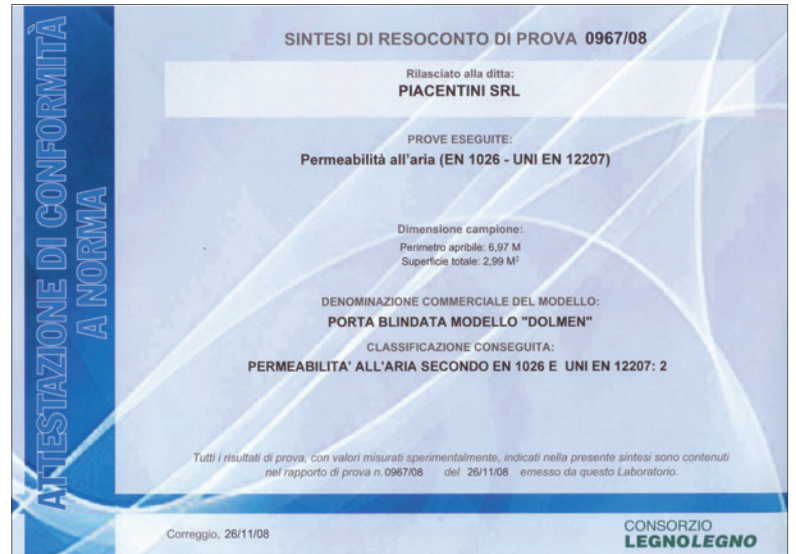 ATTESTAZIONE DI CONFORMITÀ
A NORMA
SINTESI DI RESOCONTO DI PROVA 0967/08
Rilasciato alla ditta:
PIACENTINI SRL
PROVE ESEGUITE:
Permeabilità all'aria (EN 1026 - UNI EN 12207)
Dimensione campione:
Perimetro apribile: 6,97 M
Superficie totale: 2,99 M²
DENOMINAZIONE COMMERCIALE DEL MODELLO:
PORTA BLINDATA MODELLO "DOLMEN"
CLASSIFICAZIONE CONSEGUITA:
PERMEABILITA' ALL'ARIA SECONDO EN 1026 E UNI EN 12207: 2
Tutti i risultati di prova, con valori misurati sperimentalmente, indicati nella presente sintesi sono contenuti
nel rapporto di prova n. 0967/08 del 26/11/08 emesso da questo Laboratorio.
Correggio, 26/11/08
CONSORZIO
LEGNOLEGNO